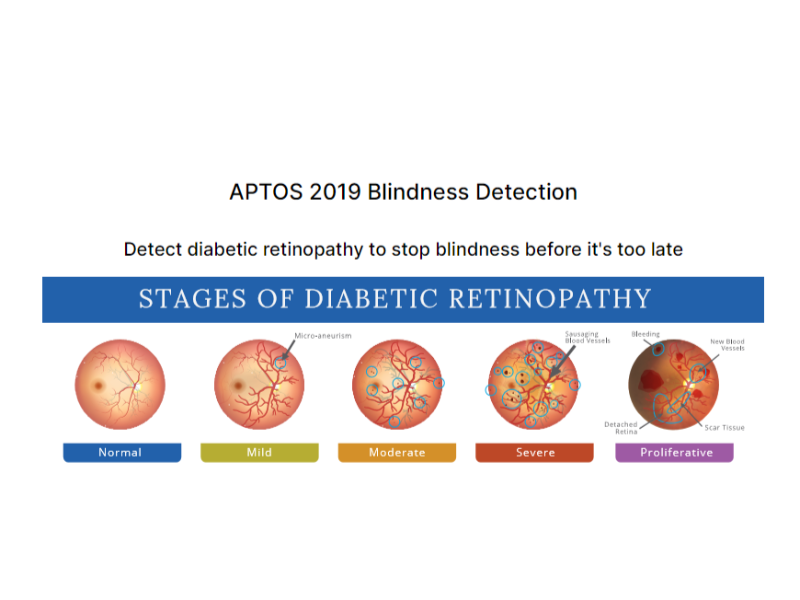 APTOS 2019 Blindness Detection
Detect diabetic retinopathy to stop blindness before it's too late
STAGES OF DIABETIC RETINOPATHY
Micro-aneurism
Sausaging
Blood Vessels
Bleeding
New Blood
Vessels
Detached
Retina
Scar Tissue
Normal
Mild
Moderate
Severe
Proliferative